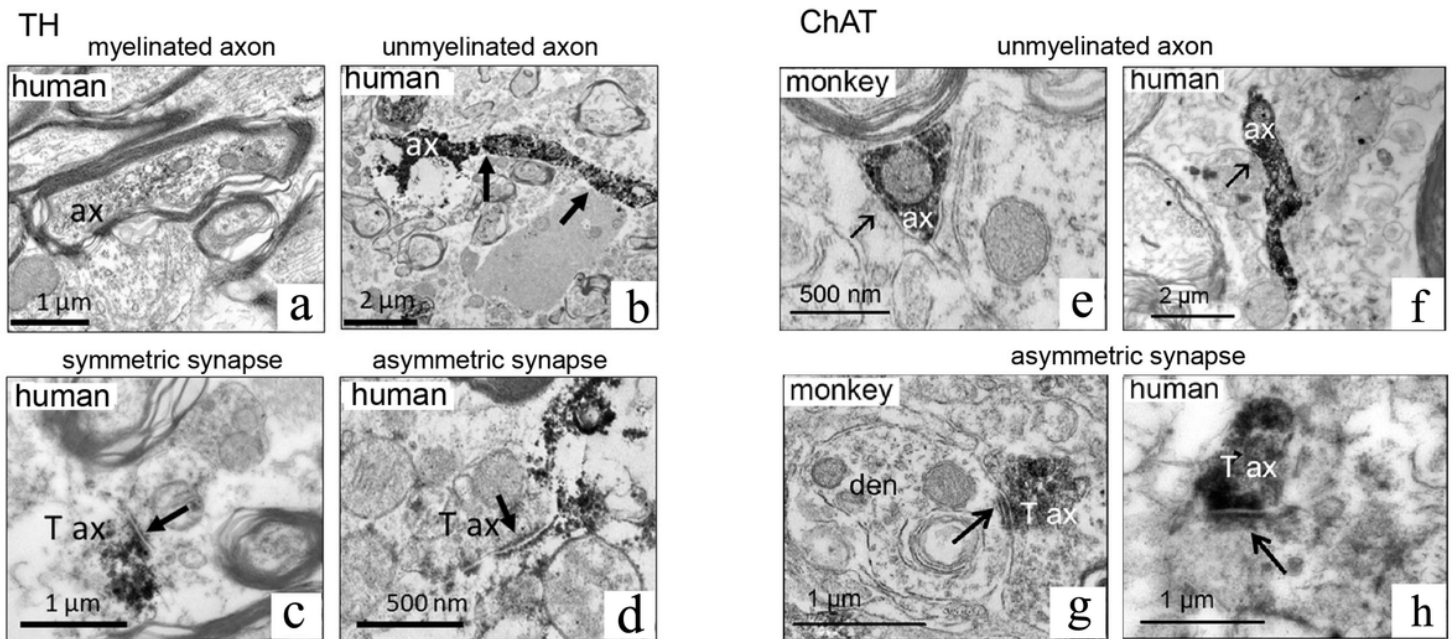 TH
myelinated axon
unmyelinated axon
human
ax
1 µm
a
human
ax
2 µm
b
symmetric synapse
asymmetric synapse
human
T ax
1 µm
c
human
T ax
500 nm
d
ChAT
unmyelinated axon
monkey
ax
500 nm
e
human
ax
2 µm
f
asymmetric synapse
monkey
den
T ax
1 µm
g
human
T ax
1 µm
h